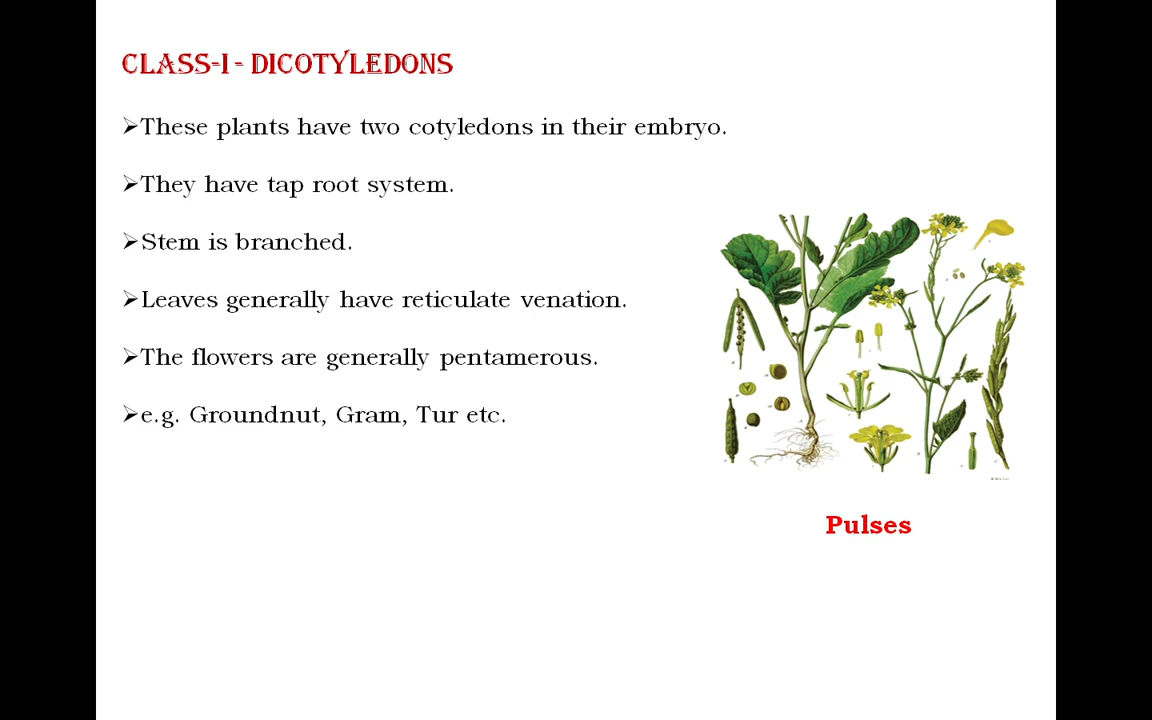 CLASS-I - DICOTYLEDONS
➢These plants have two cotyledons in their embryo.
➢They have tap root system.
➢Stem is branched.
➢Leaves generally have reticulate venation.
➢The flowers are generally pentamerous.
➢e.g. Groundnut, Gram, Tur etc.
Pulses